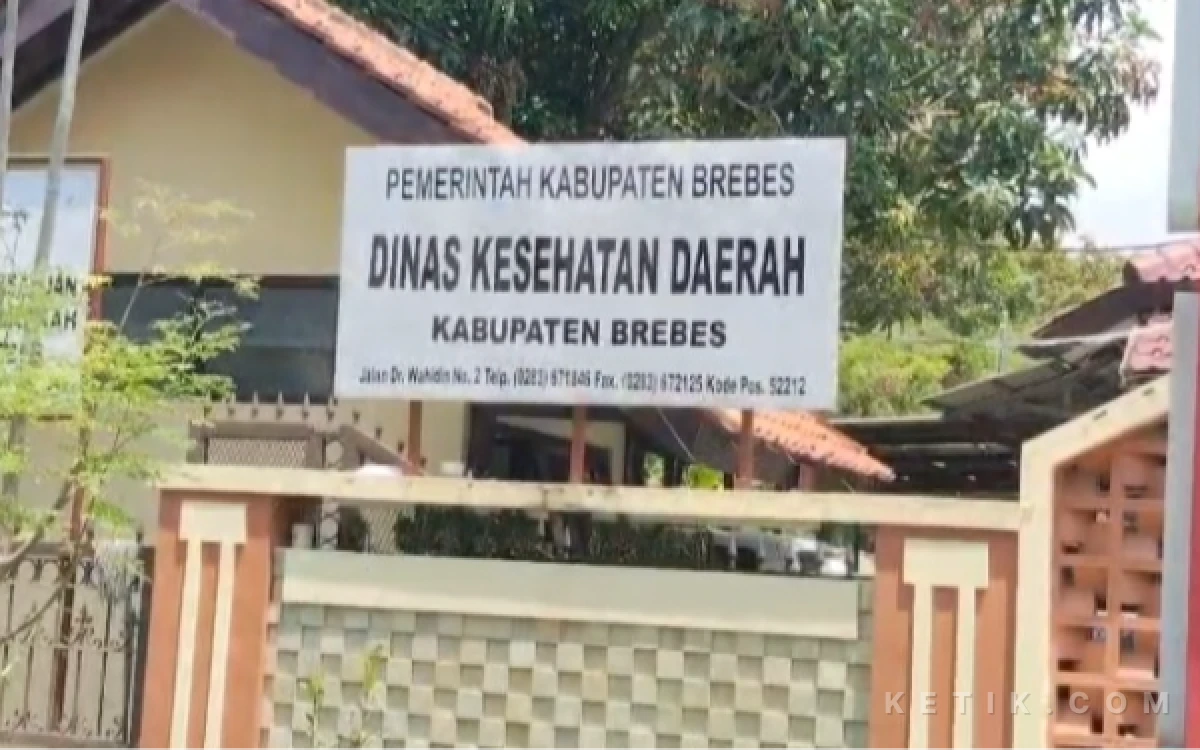 PEMERINTAH KABUPATEN BREBES
DINAS KESEHATAN DAERAH
KABUPATEN BREBES
Jalan Dr. Wahidin No. 2 Telp. (0283) 671846 Fax. (0283) 672125 Kode Pos. 52212
KETIK.COM